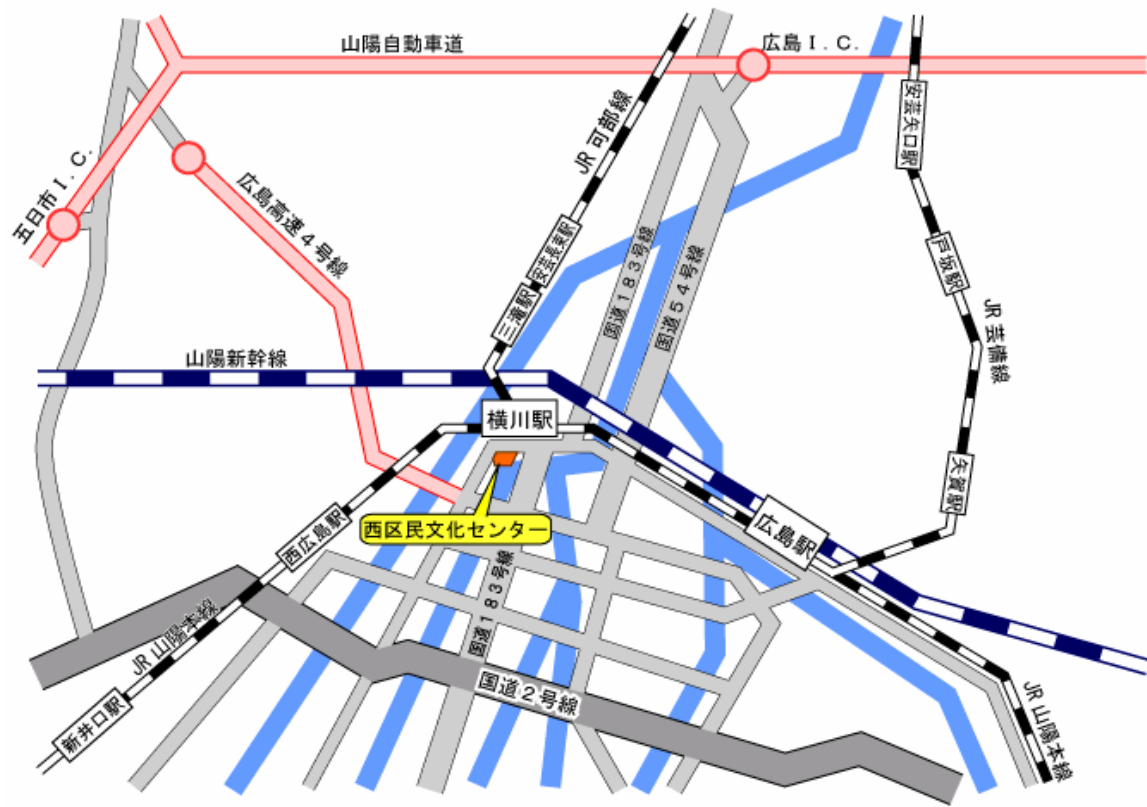 山陽自動車道
広島Ｉ.Ｃ.
JR可部線
安芸矢口駅
五日市Ｉ.Ｃ.
広島高速４号線
安芸長束駅
国道１８３号線
国道５４号線
戸坂駅
三滝駅
JR芸備線
山陽新幹線
横川駅
矢賀駅
西広島駅
西区民文化センター
広島駅
国道１８３号線
JR山陽本線
国道２号線
新井口駅
JR山陽本線